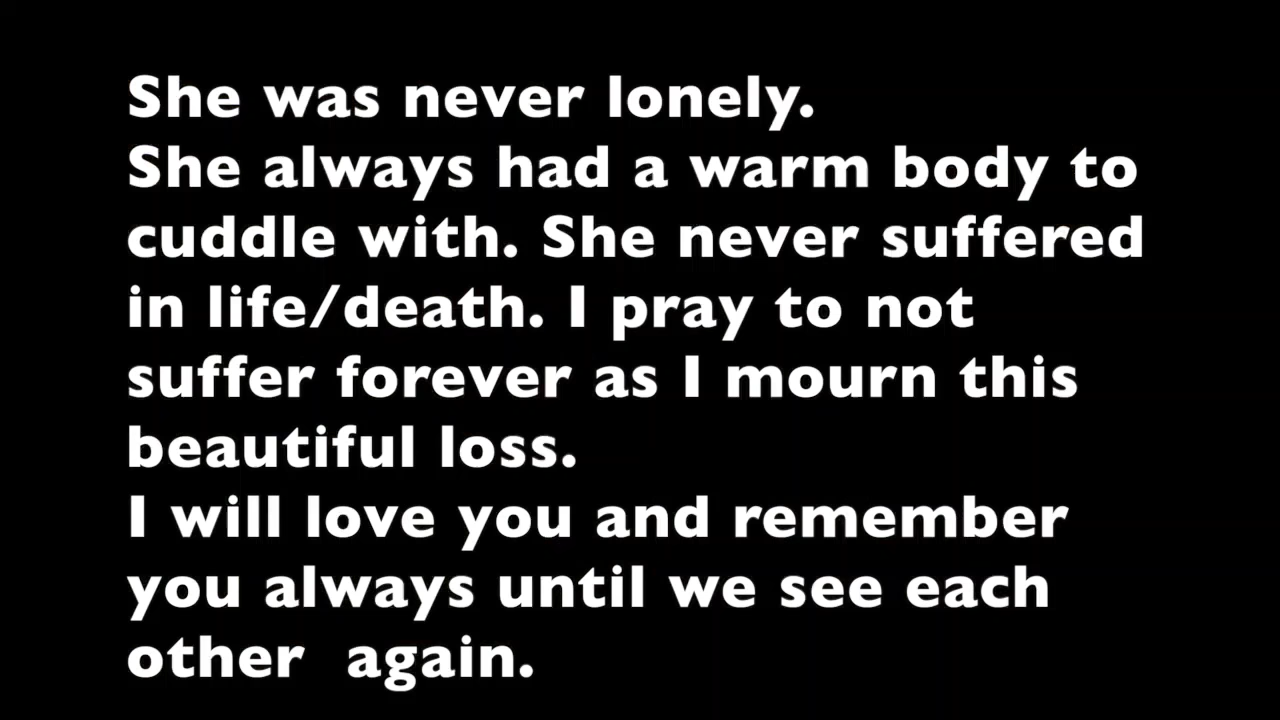 She was never lonely.
She always had a warm body to
cuddle with. She never suffered
in life/death. I pray to not
suffer forever as I mourn this
beautiful loss.
I will love you and remember
you always until we see each
other  again.